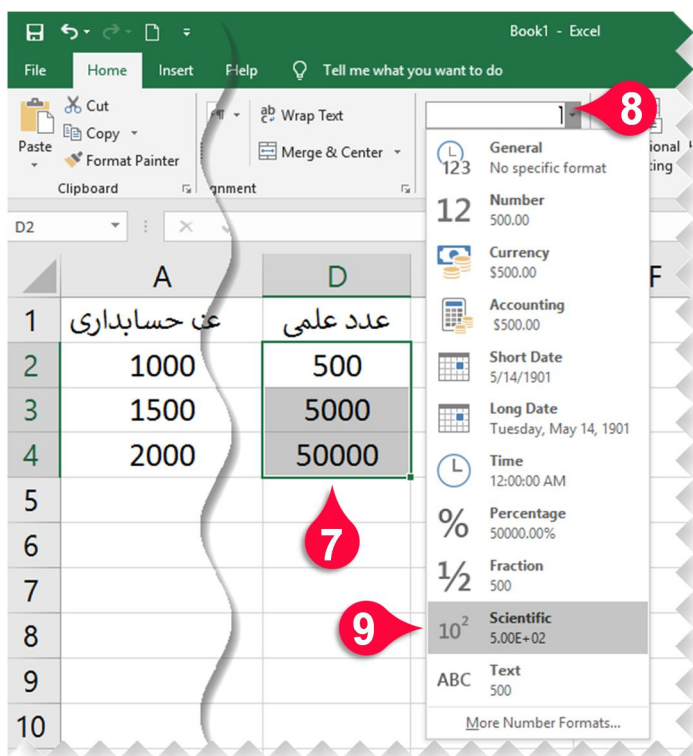 Book1 - Excel
File Home Insert Help Tell me what you want to do
Cut
Copy
Paste
Format Painter
Clipboard
ab Wrap Text
Merge & Center
gnment
8
ional
ting
D2
A D F
1 حسابداری عدد علمی
2 1000 500
3 1500 5000
4 2000 50000
5
6
7
8
9
10
7
General
123 No specific format
12 Number
500.00
Currency
$500.00
Accounting
$500.00
Short Date
5/14/1901
Long Date
Tuesday, May 14, 1901
Time
12:00:00 AM
% Percentage
50000.00%
1/2 Fraction
500
9
10² Scientific
5.00E+02
ABC Text
500
More Number Formats...